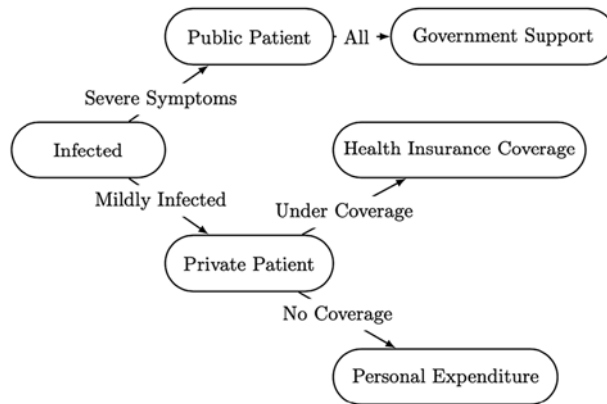 Public Patient
All
Government Support
Severe Symptoms
Infected
Health Insurance Coverage
Mildly Infected
Under Coverage
Private Patient
No Coverage
Personal Expenditure